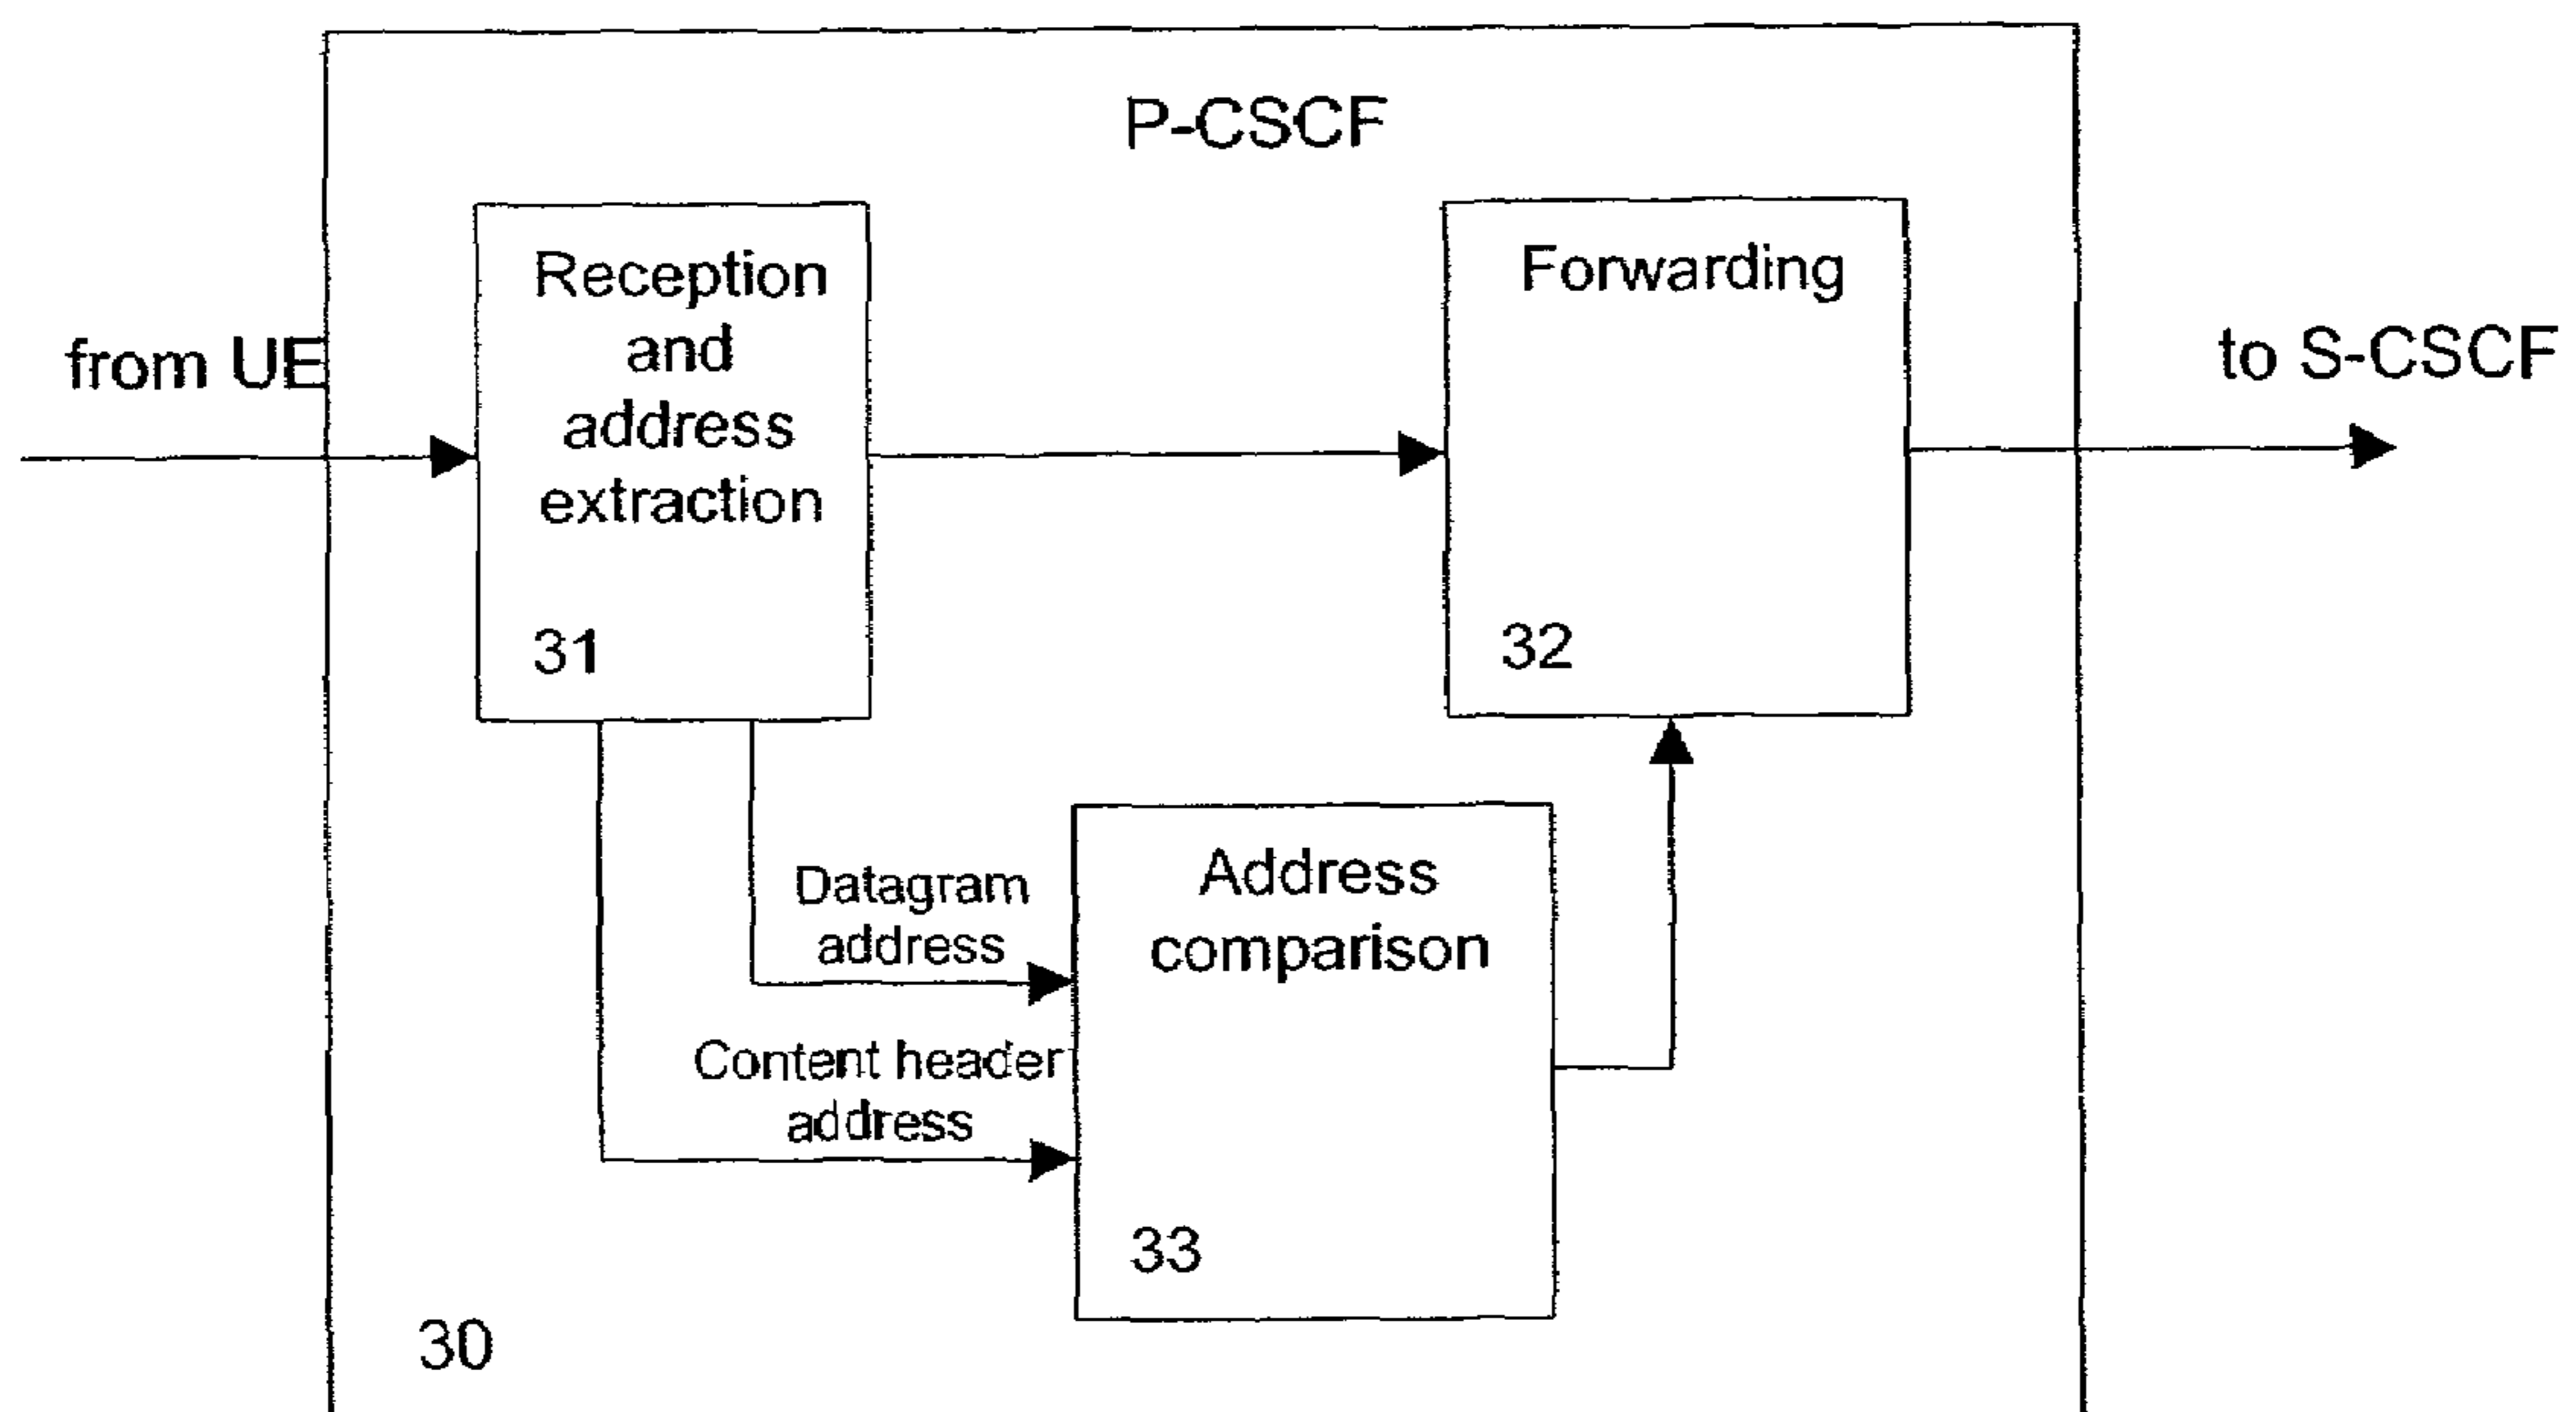 P-CSCF
from UE
Reception
and
address
extraction
31
Forwarding
32
to S-CSCF
Datagram
address
Content header
address
Address
comparison
33
30